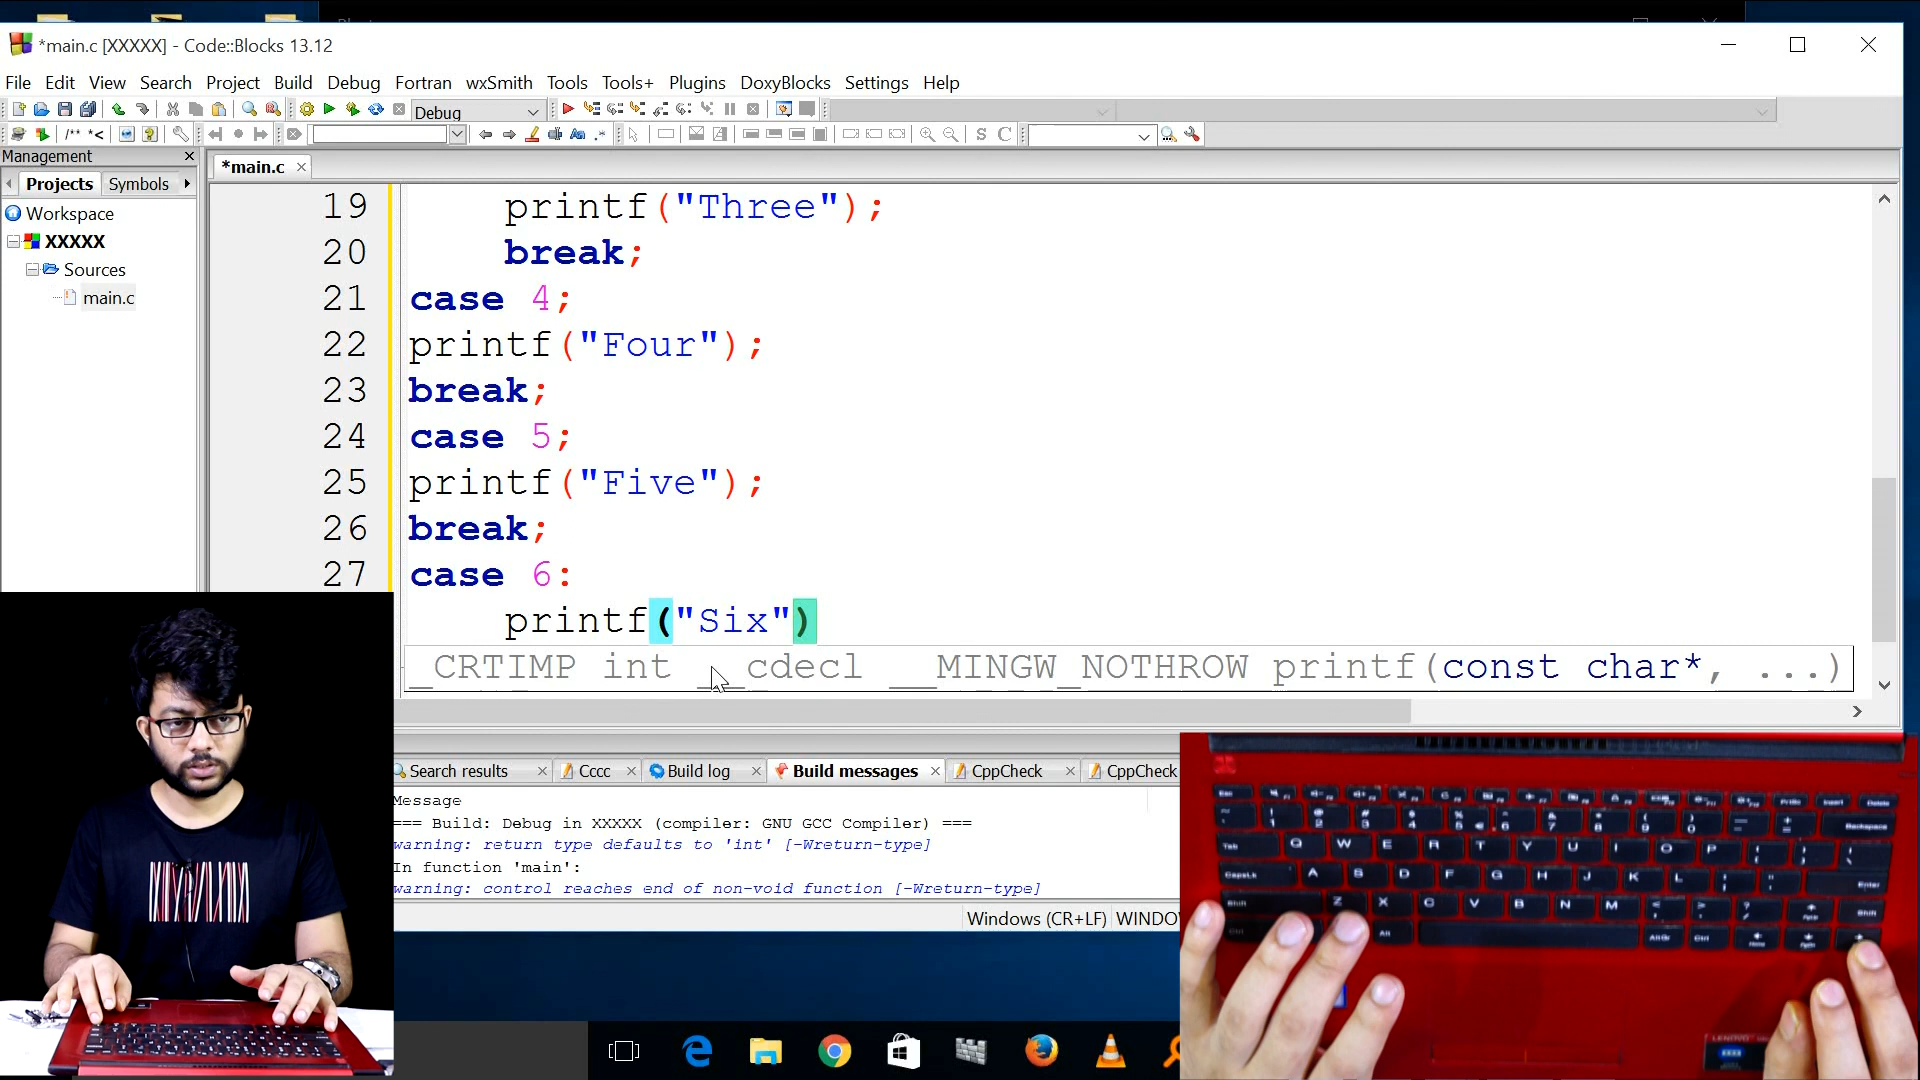 *main.c [XXXXX] - Code::Blocks 13.12
File Edit View Search Project Build Debug Fortran wxSmith Tools Tools+ Plugins DoxyBlocks Settings Help
Debug
Management
*main.c
Projects Symbols
Workspace
XXXXX
Sources
main.c
19 printf("Three");
20 break;
21 case 4;
22 printf("Four");
23 break;
24 case 5;
25 printf("Five");
26 break;
27 case 6:
printf("Six")
_CRTIMP int __cdecl __MINGW_NOTHROW printf(const char*, ...)
Search results Cccc Build log Build messages CppCheck CppCheck
Message
=== Build: Debug in XXXXX (compiler: GNU GCC Compiler) ===
warning: return type defaults to 'int' [-Wreturn-type]
In function 'main':
warning: control reaches end of non-void function [-Wreturn-type]
Windows (CR+LF)
Q W E R T Y U I O P
A S D F G H J K L
Z X C V B N M